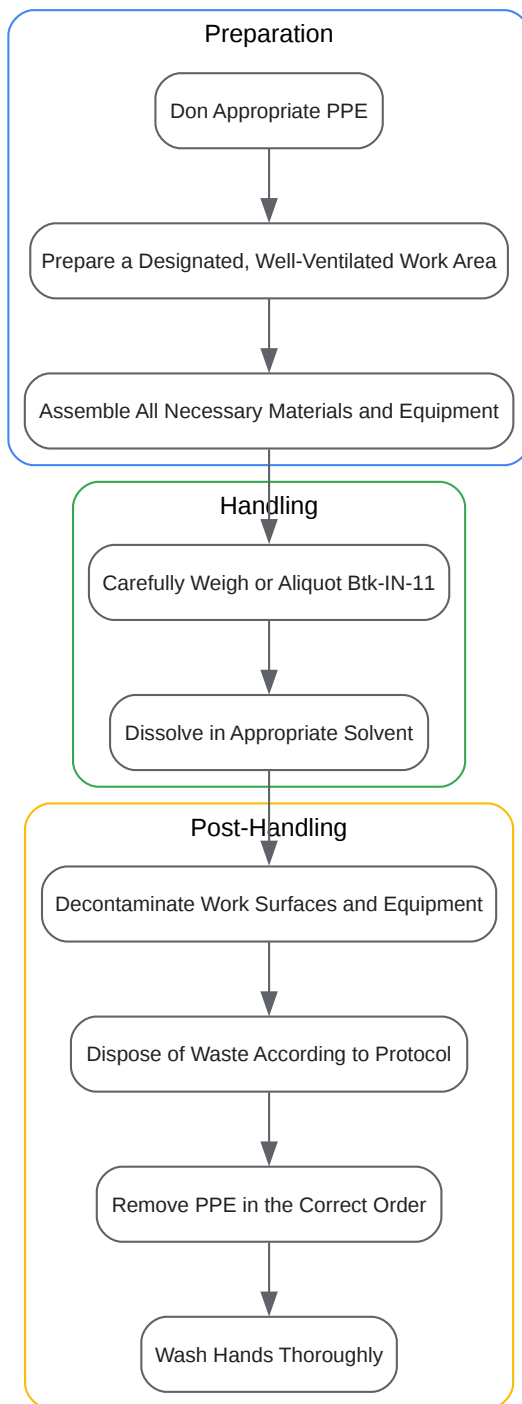 Preparation
Don Appropriate PPE
Prepare a Designated, Well-Ventilated Work Area
Assemble All Necessary Materials and Equipment
Handling
Carefully Weigh or Aliquot Btk-IN-11
Dissolve in Appropriate Solvent
Post-Handling
Decontaminate Work Surfaces and Equipment
Dispose of Waste According to Protocol
Remove PPE in the Correct Order
Wash Hands Thoroughly